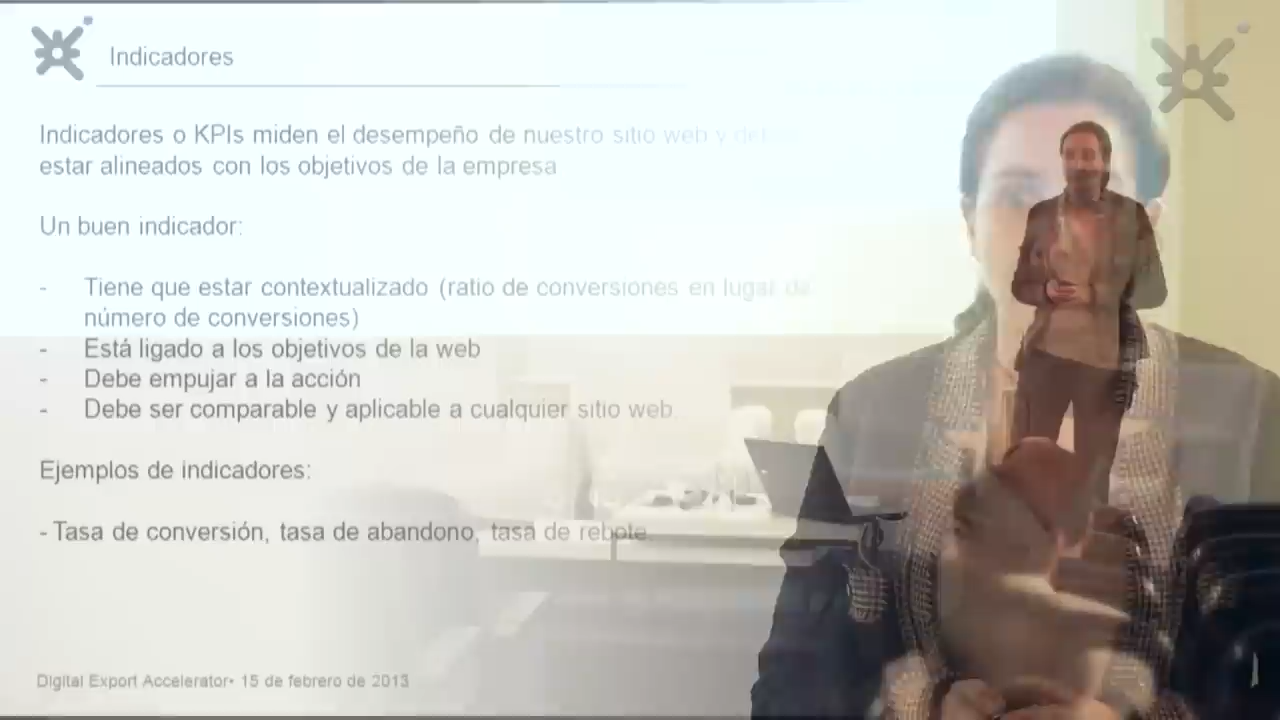 Indicadores
Indicadores o KPIs miden el desempeño de nuestro sitio web y
estar alineados con los objetivos de la empresa
Un buen indicador:
- Tiene que estar contextualizado (ratio de conversiones en lugar de
número de conversiones)
- Está ligado a los objetivos de la web
- Debe empujar a la acción
- Debe ser comparable y aplicable a cualquier sitio web.
Ejemplos de indicadores:
- Tasa de conversión, tasa de abandono, tasa de rebote.
Digital Export Accelerator• 15 de febrero de 2013